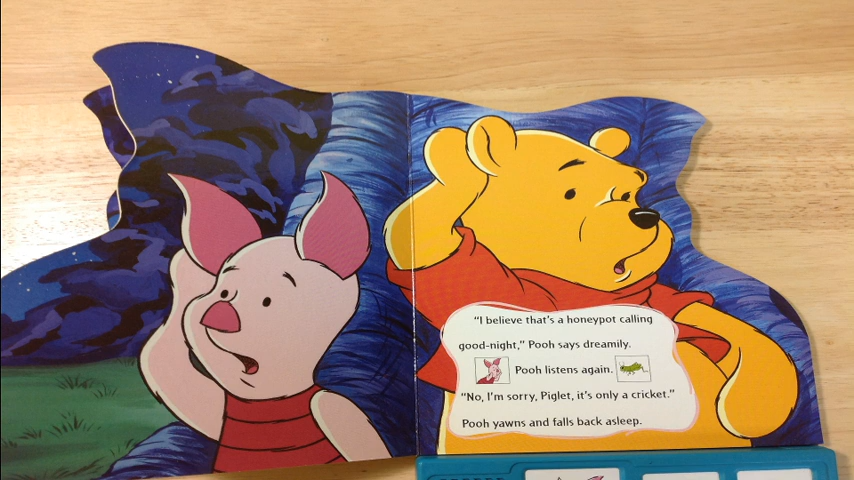 "I believe that's a honeypot calling
good-night," Pooh says dreamily.
Pooh listens again.
"No, I'm sorry, Piglet, it's only a cricket."
Pooh yawns and falls back asleep.